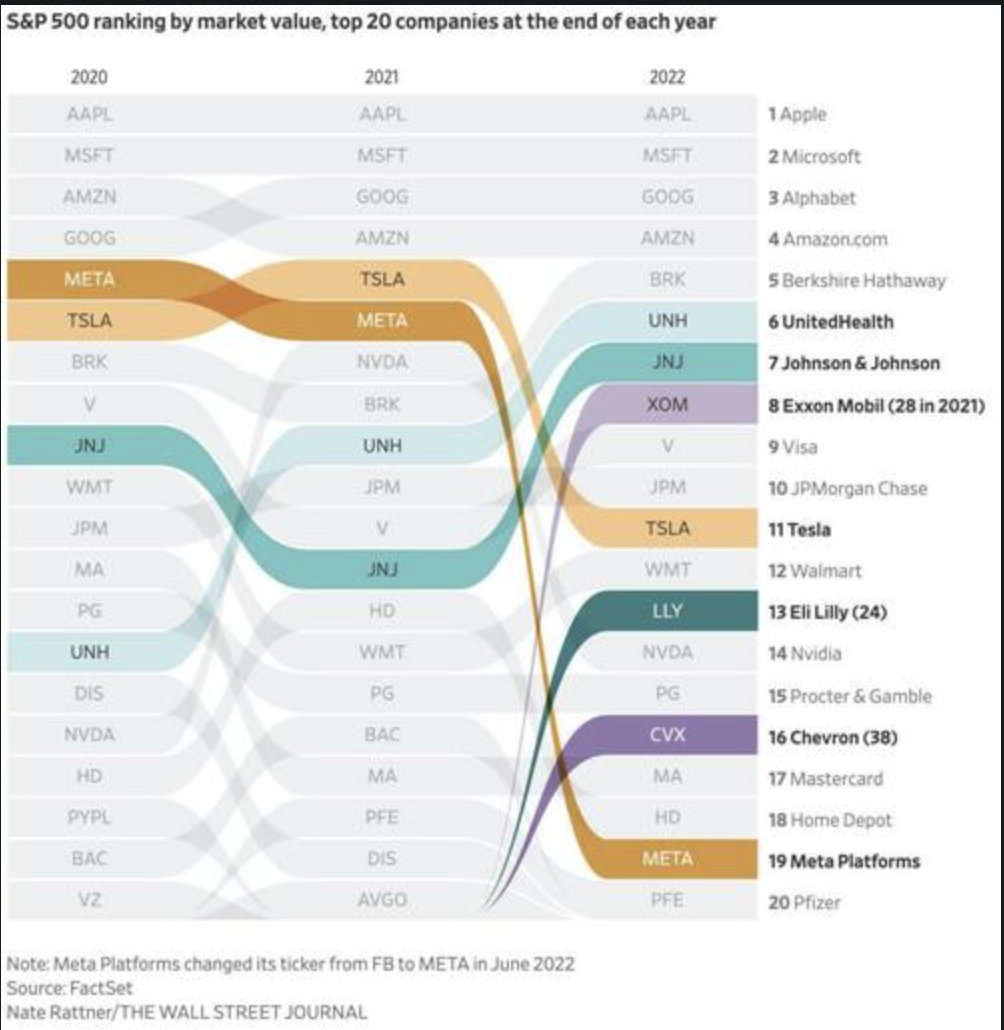 S&P 500 ranking by market value, top 20 companies at the end of each year
2020 2021 2022
AAPL AAPL AAPL 1 Apple
MSFT MSFT MSFT 2 Microsoft
AMZN GOOG GOOG 3 Alphabet
GOOG AMZN AMZN 4 Amazon.com
META TSLA BRK 5 Berkshire Hathaway
TSLA META UNH 6 UnitedHealth
BRK NVDA JNJ 7 Johnson & Johnson
V BRK XOM 8 Exxon Mobil (28 in 2021)
JNJ UNH V 9 Visa
WMT JPM JPM 10 JPMorgan Chase
JPM V TSLA 11 Tesla
MA JNJ WMT 12 Walmart
PG HD LLY 13 Eli Lilly (24)
UNH WMT NVDA 14 Nvidia
DIS PG PG 15 Procter & Gamble
NVDA BAC CVX 16 Chevron (38)
HD MA MA 17 Mastercard
PYPL PFE HD 18 Home Depot
BAC DIS META 19 Meta Platforms
VZ AVGO PFE 20 Pfizer
Note: Meta Platforms changed its ticker from FB to META in June 2022
Source: FactSet
Nate Rattner/THE WALL STREET JOURNAL